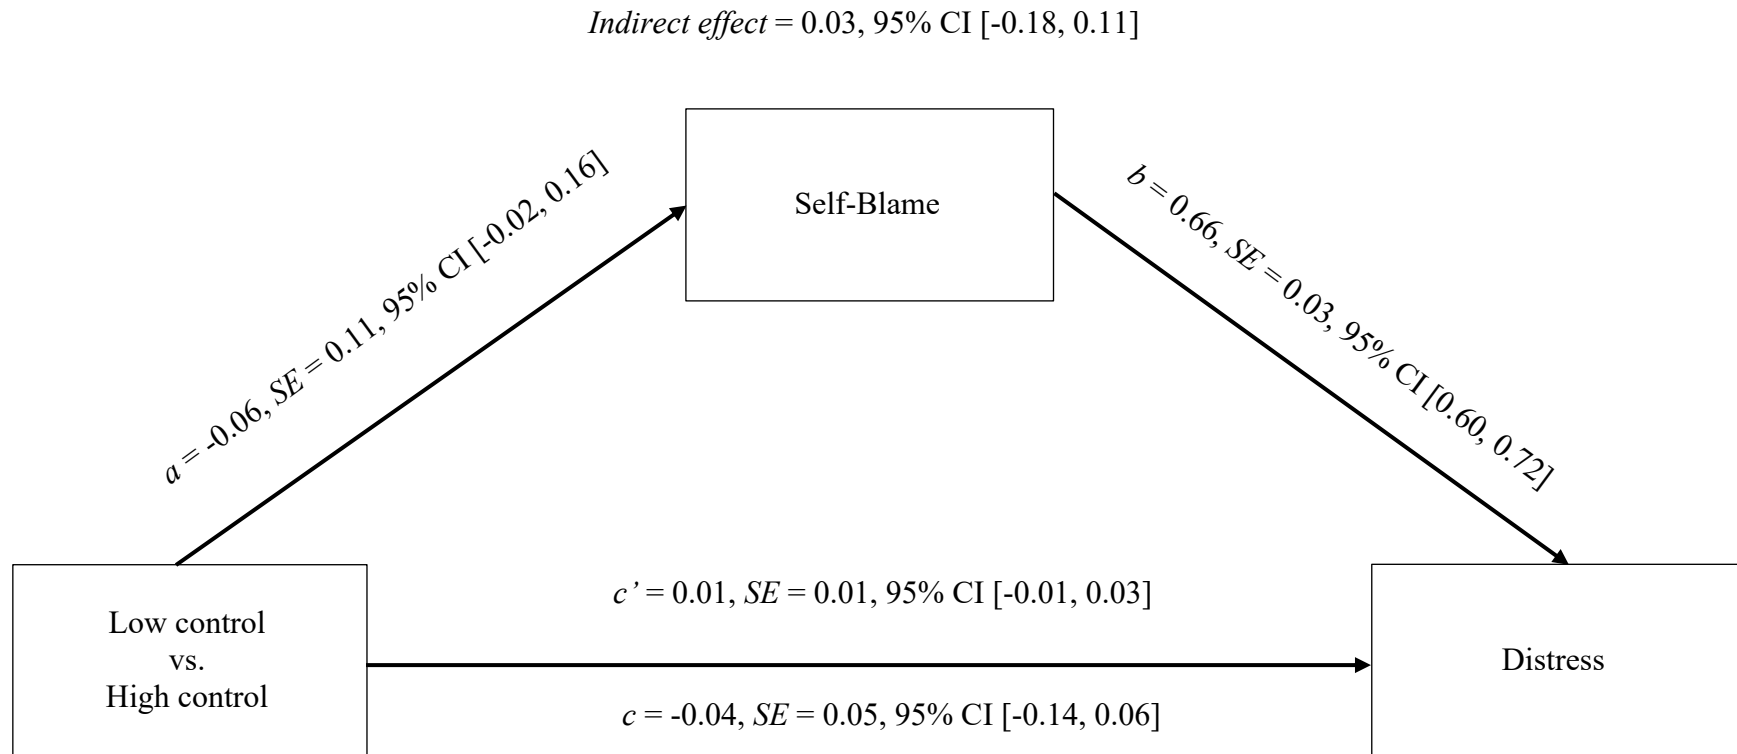 Indirect effect = 0.03, 95% CI [-0.18, 0.11]
a = -0.06, SE = 0.11, 95% CI [-0.02, 0.16]
Self-Blame
b = 0.66, SE = 0.03, 95% CI [0.60, 0.72]
Low control
vs.
High control
c’ = 0.01, SE = 0.01, 95% CI [-0.01, 0.03]
c = -0.04, SE = 0.05, 95% CI [-0.14, 0.06]
Distress